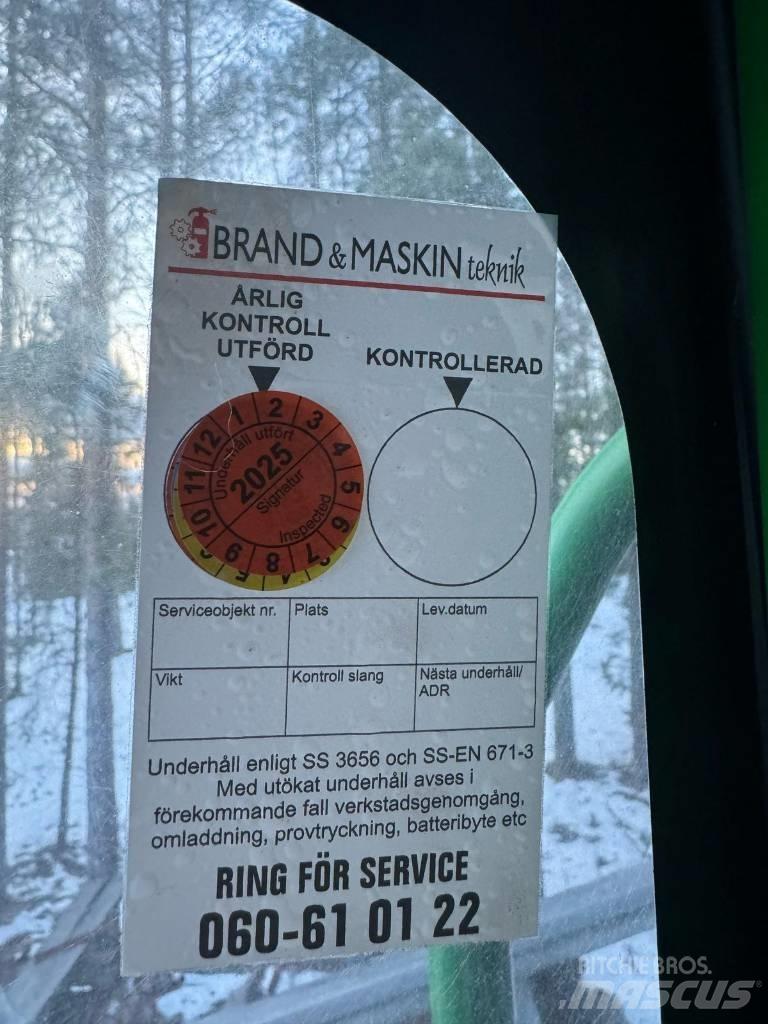 BRAND & MASKIN teknik
ÅRLIG
KONTROLL
UTFÖRD
KONTROLLERAD
1 2 3 4 5 6 7 8 9 10 11 12
Underhåll utfört
2025
Signatur
Inspected
Serviceobjekt nr. Plats Lev.datum
Vikt Kontroll slang Nästa underhåll/
ADR
Underhåll enligt SS 3656 och SS-EN 671-3
Med utökat underhåll avses i
förekommande fall verkstadsgenomgång,
omladdning, provtryckning, batteribyte etc
RING FÖR SERVICE
060-61 01 22
RITCHIE BROS.
MASCUS